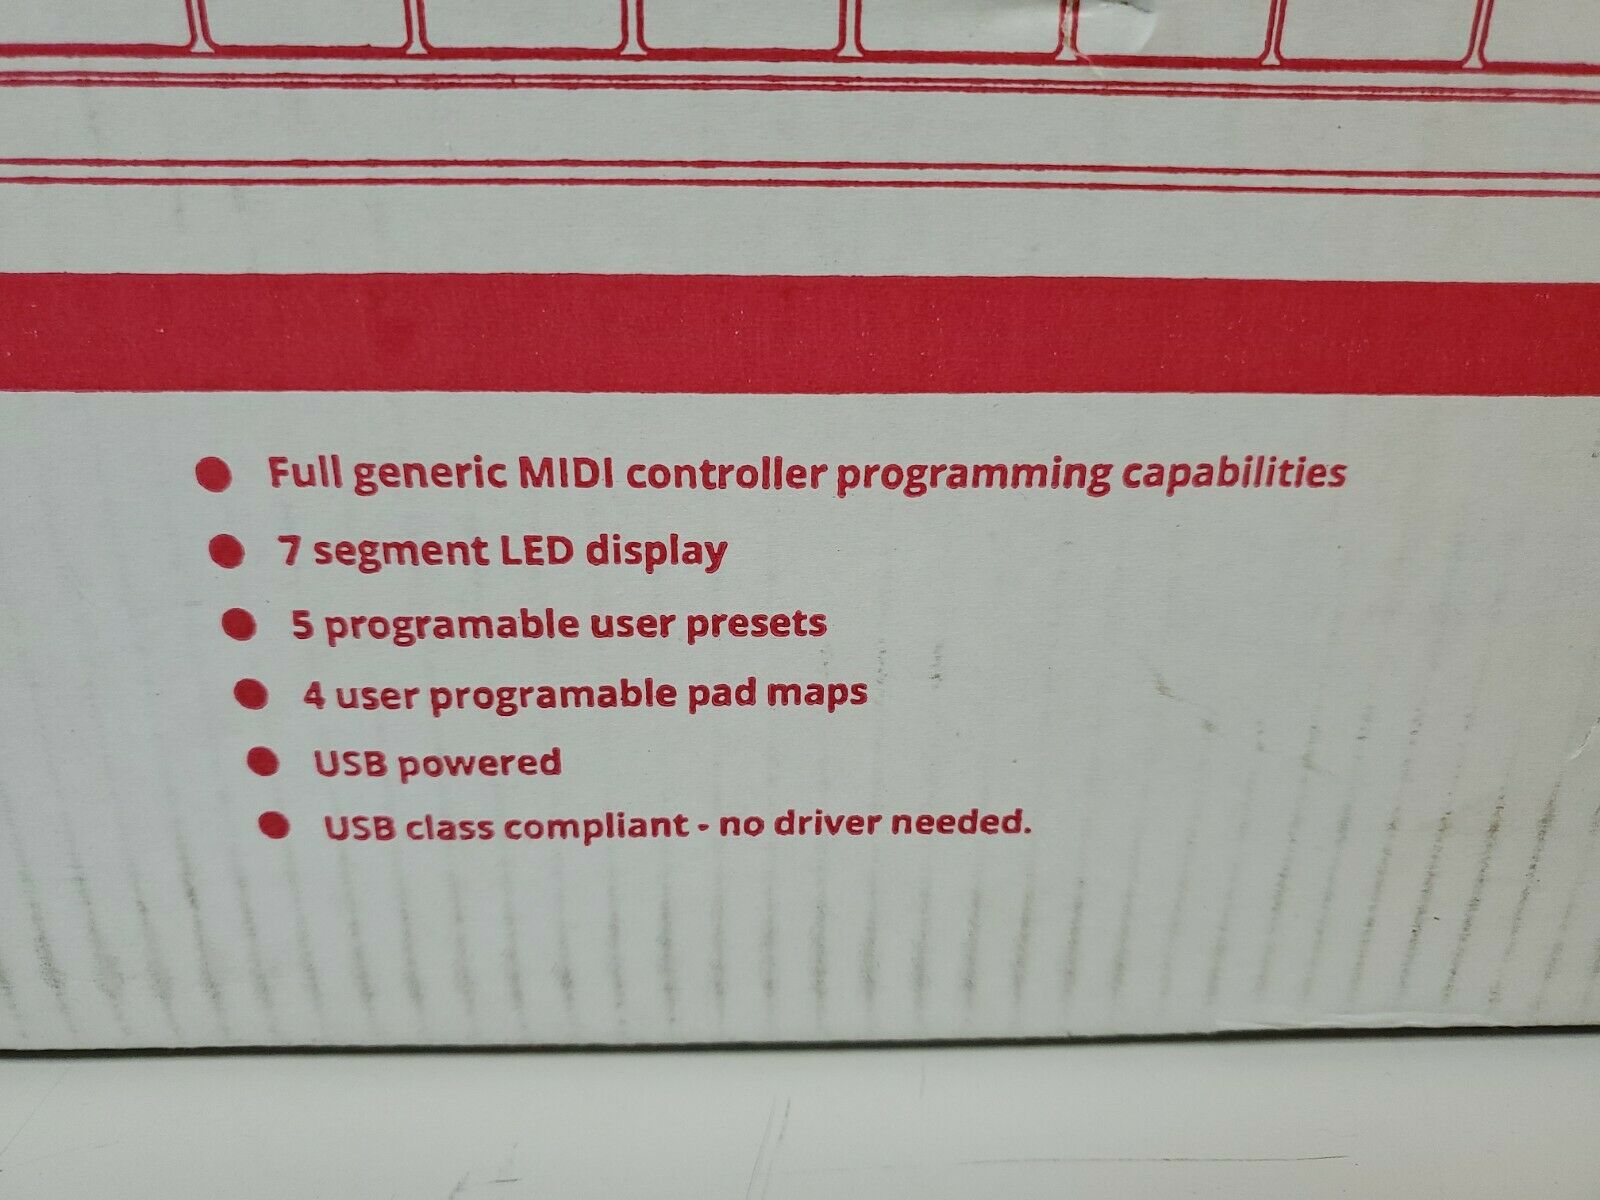 Full generic MIDI controller programming capabilities
7 segment LED display
5 programable user presets
4 user programable pad maps
USB powered
USB class compliant - no driver needed.